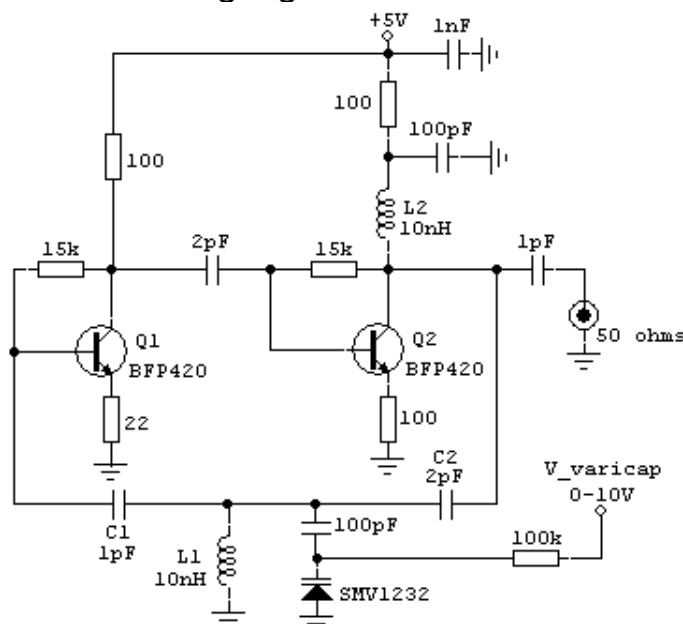 +5V
1nF
100
100pF
100
L2
10nH
15k
2pF
15k
1pF
Q1
BFP420
Q2
BFP420
50 ohms
22
100
C2
2pF
V_varicap
0-10V
C1
1pF
100pF
L1
10nH
100k
SMV1232